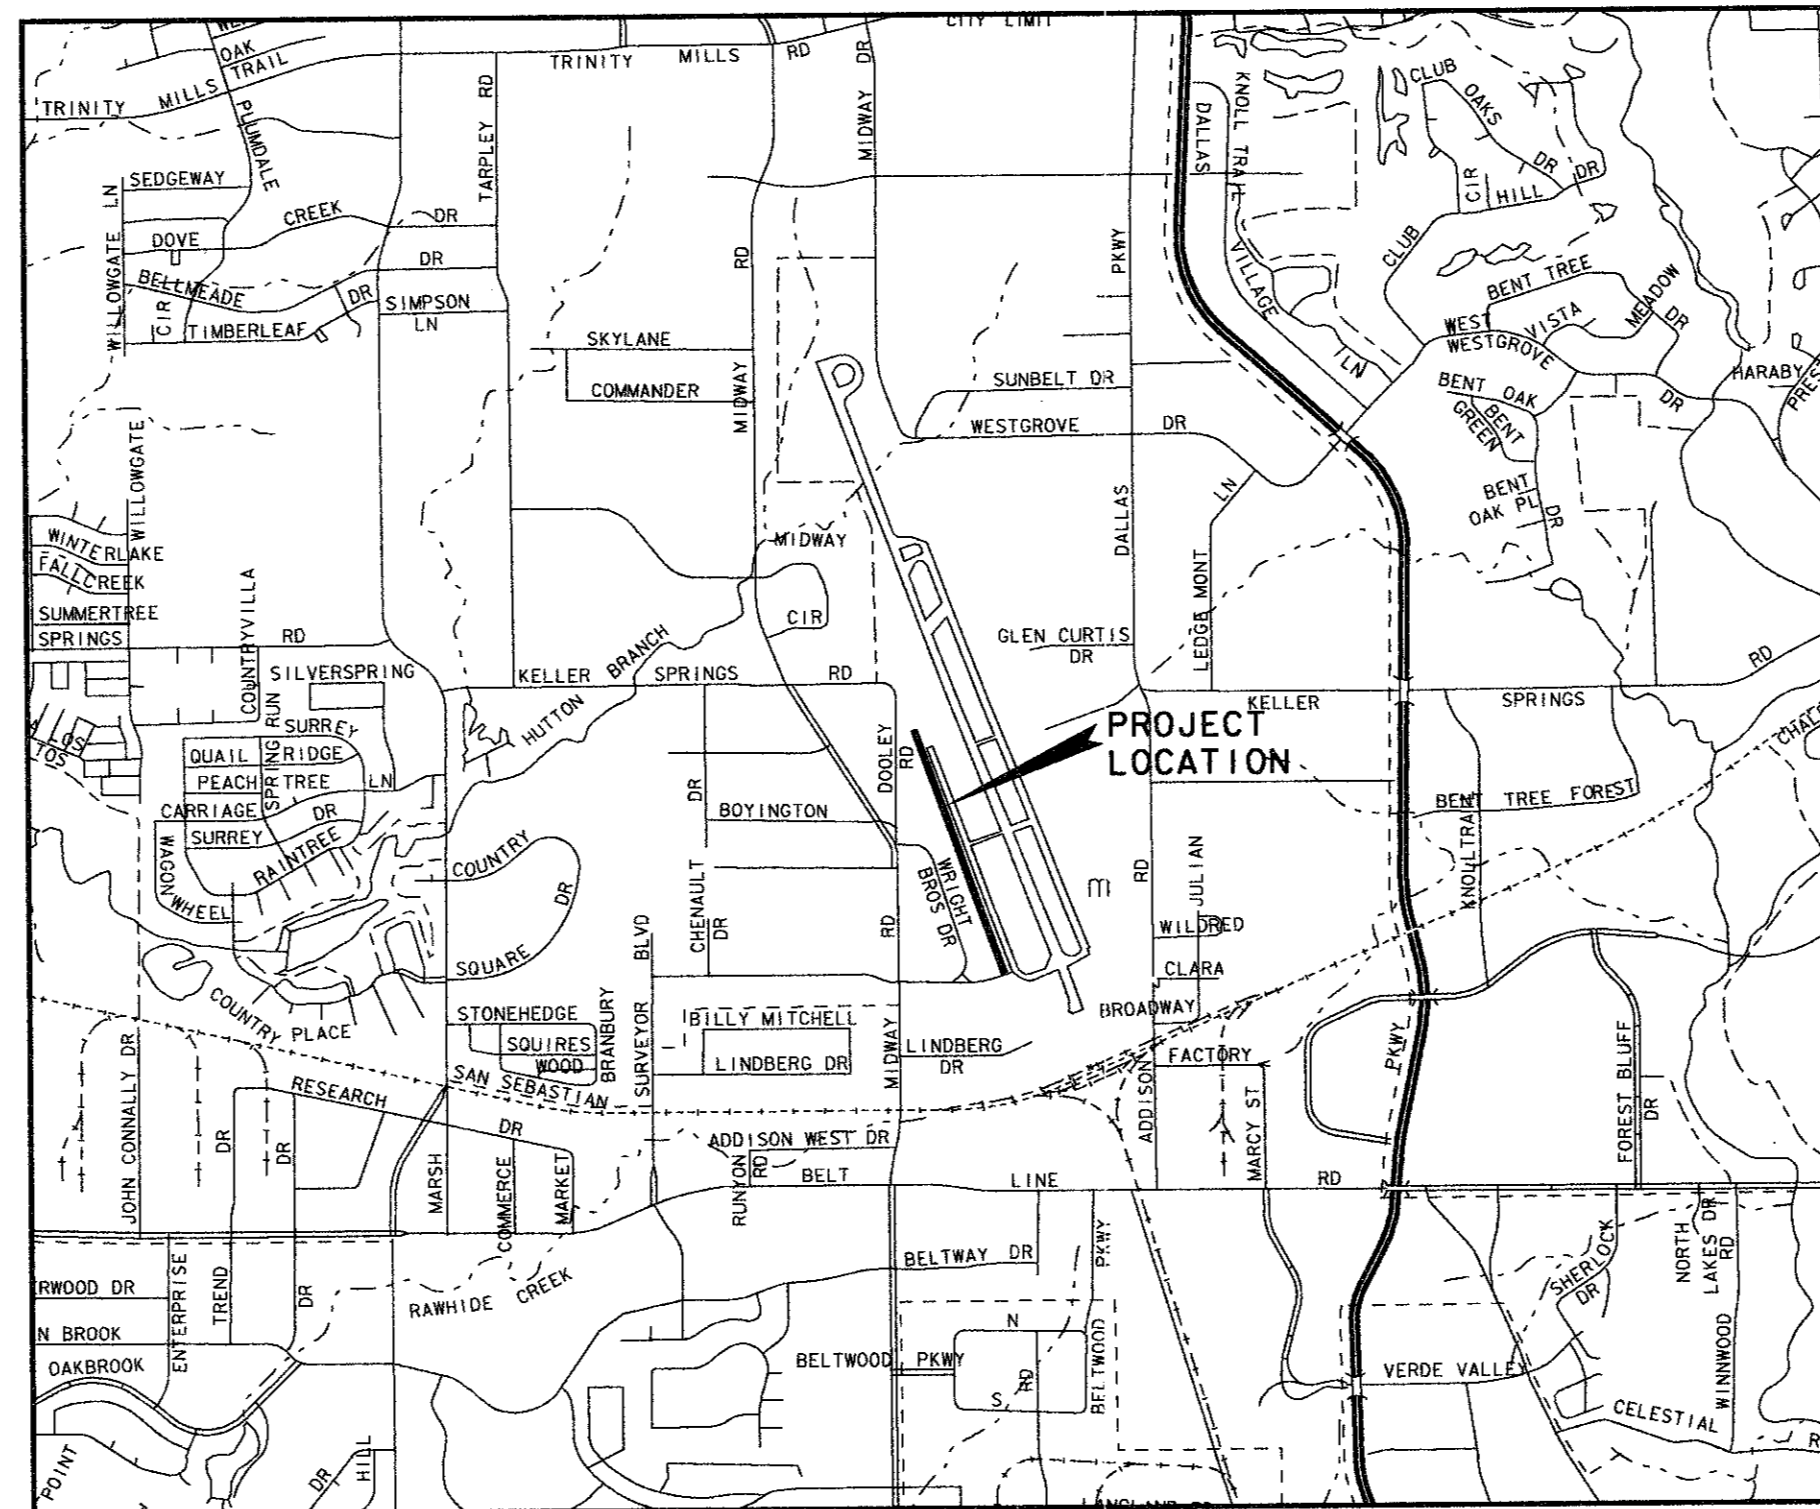 CITY LIMIT
OAK
TRAIL
TRINITY MILLS
TRINITY MILLS RD
PLUMDALE
TARPLEY RD
MIDWAY DR
DALLAS
KNOLL TRAIL
CLUB
OAKS
DR
DR
CIR
HILL
CLUB
SEDGEWAY
WILLOWGATE LN
CREEK
DR
DOVE
DR
BELLMEADE
DR
CIR
TIMBERLEAF
SIMPSON
LN
RD
PKWY
VILLAGE
LN
BENT TREE
MEADOW
DR
WEST VISTA
WESTGROVE
DR
HARABY
SKYLANE
COMMANDER
MIDWAY
SUNBELT DR
WESTGROVE DR
BENT OAK
BENT
GREEN
BENT
OAK PL
DR
LN
WILLOWGATE
DALLAS
LEDGE MONT
WINTERLAKE
FALLCREEK
SUMMERTREE
SPRINGS
RD
COUNTRYVILLA
MIDWAY
CIR
GLEN CURTIS
DR
SILVERSPRING
KELLER SPRINGS RD
HUTTON BRANCH
KELLER SPRINGS RD
SURREY
SPRING RUN
QUAIL RIDGE
PEACH TREE
LN
CARRIAGE DR
SURREY
RAINTREE
WAGON
WHEEL
LOS
TOS
DOOLEY
RD
PROJECT
LOCATION
DR
BOYINGTON
BENT TREE FOREST
KNOLLTRAIL
COUNTRY
DR
SQUARE
CHENAULT
DR
RD
WRIGHT
BROS DR
RD
JULIAN
WILDRED
CLARA
BROADWAY
COUNTRY PLACE
STONEHEDGE
SQUIRES
WOOD
BRANBURY
SURVEYOR BLVD
BILLY MITCHELL
LINDBERG DR
MIDWAY
LINDBERG
DR
FACTORY
ADDISON
MARCY ST
PKWY
FOREST BLUFF
DR
JOHN CONNALLY DR
RESEARCH
DR
SAN SEBASTIAN
DR
DR
ADDISON WEST DR
RUNYON
RD
BELT LINE RD
MARSH
COMMERCE
MARKET
RWOOD DR
N BROOK
OAKBROOK
ENTERPRISE
TREND
DR
RAWHIDE CREEK
BELTWAY DR
PKWY
BELTWOOD
N
RD
S
BELTWOOD PKWY
SHERLOCK
DR
NORTH
LAKES DR
RD
WINNWOOD
VERDE VALLEY
CELESTIAL
POINT
DR
HILL